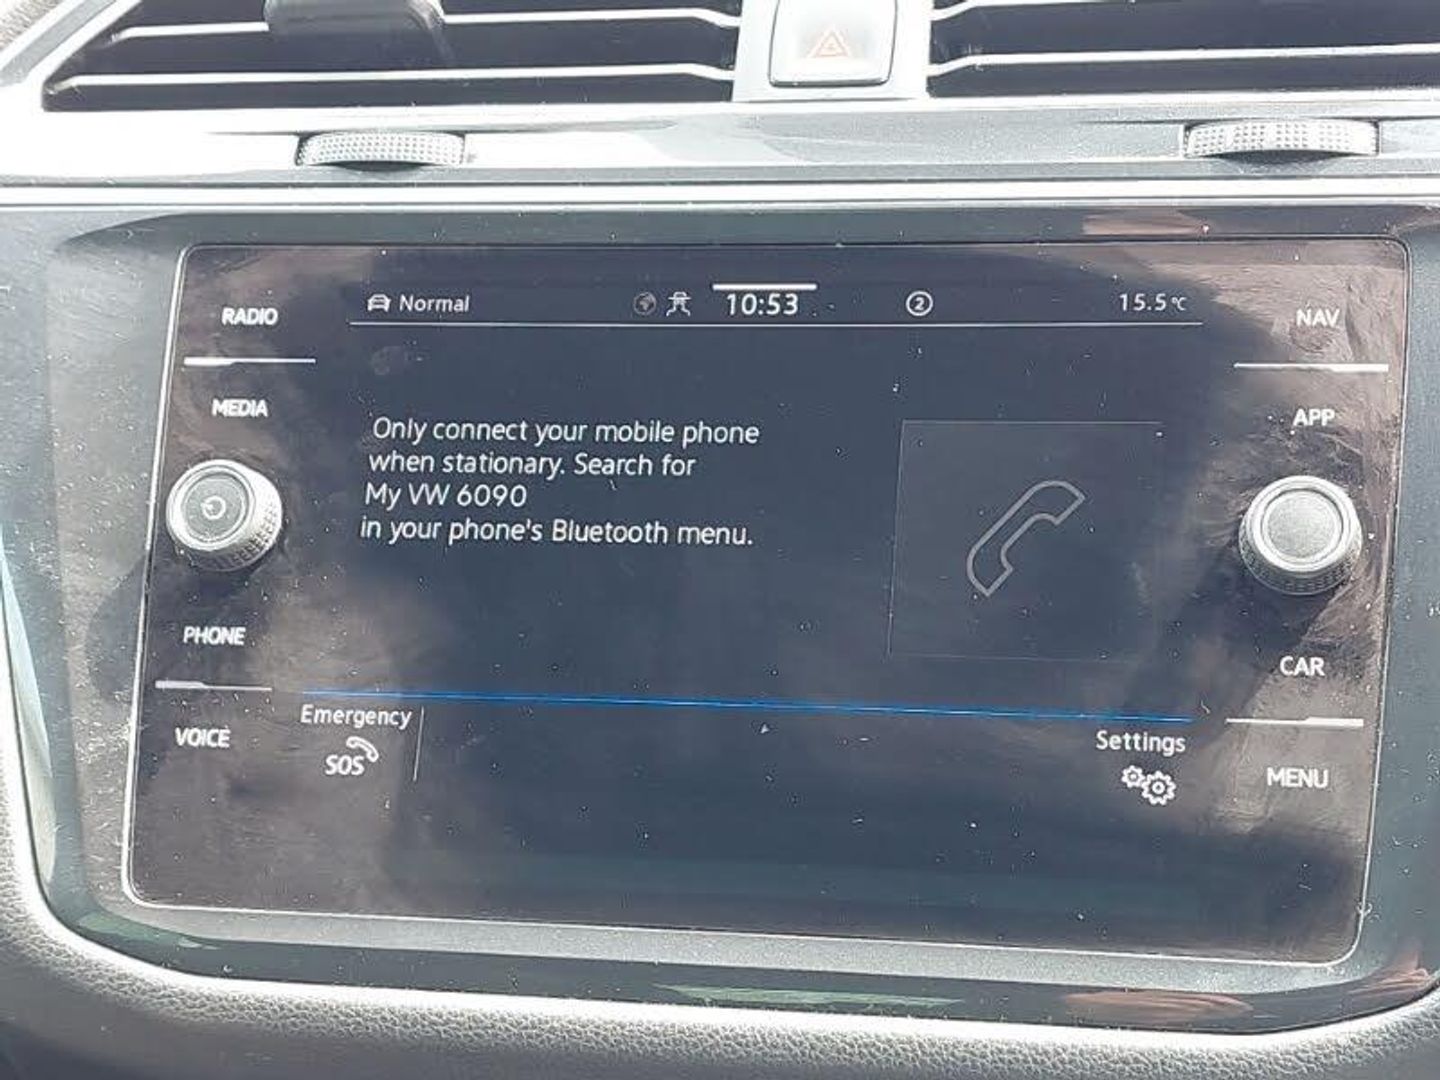 RADIO
Normal
10:53
2
15.5°C
NAV
MEDIA
APP
Only connect your mobile phone
when stationary. Search for
My VW 6090
in your phone's Bluetooth menu.
PHONE
CAR
VOICE
Emergency
SOS
Settings
MENU